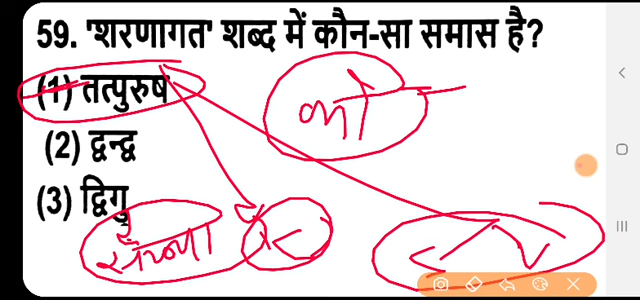 59. 'शरणागत' शब्द में कौन-सा समास है?
(1) तत्पुरुष
को
(2) द्वन्द्व
(3) द्विगु
संख्या